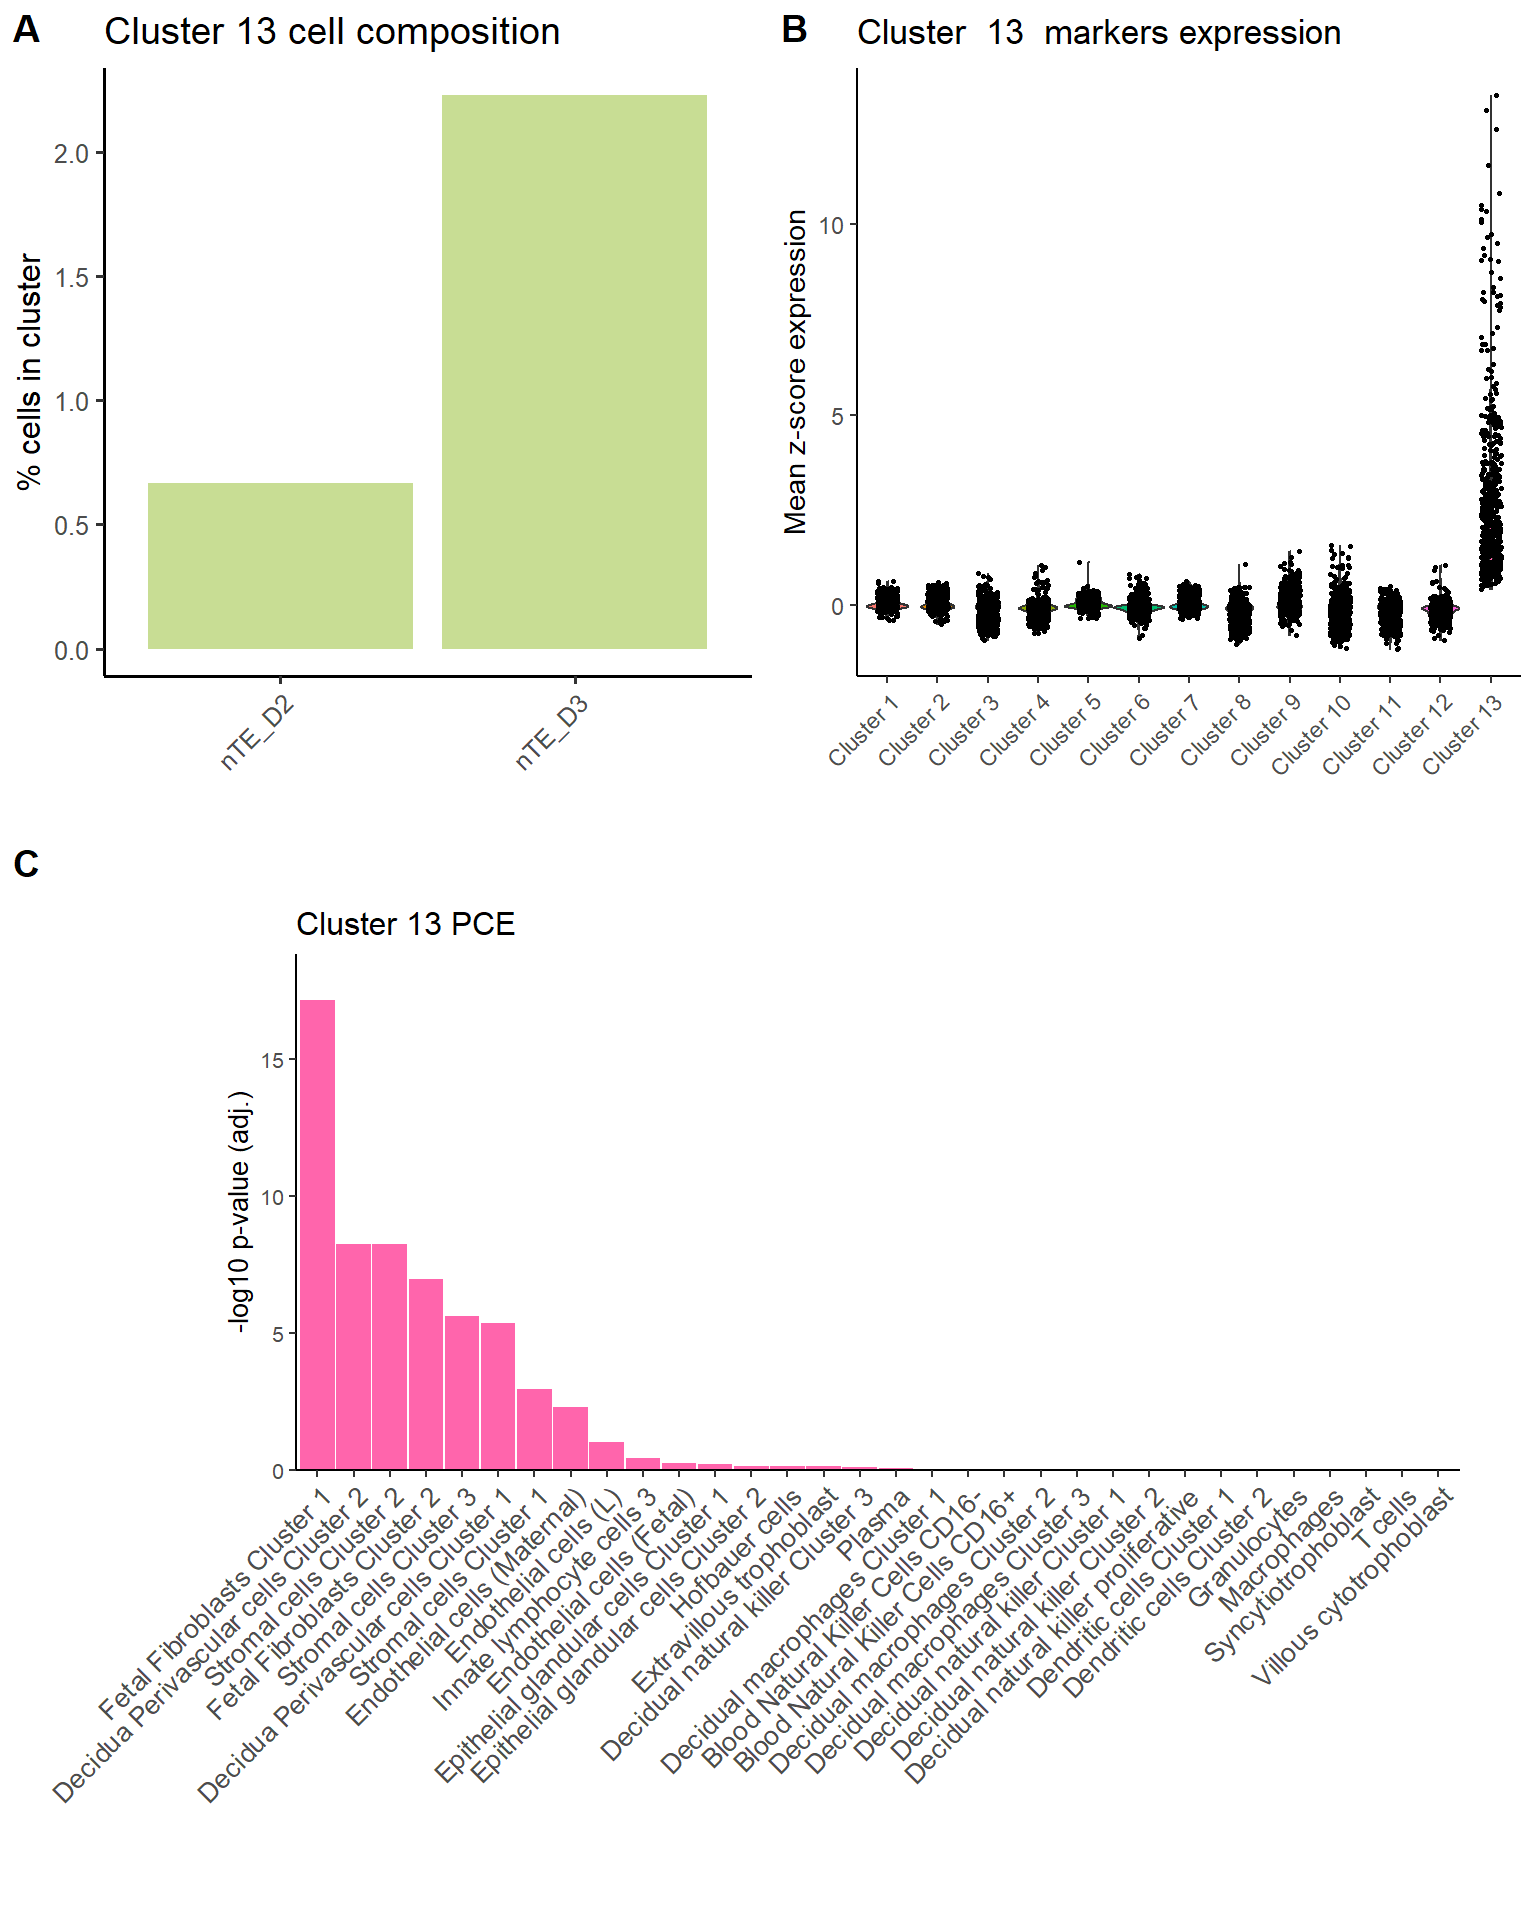 A
Cluster 13 cell composition
% cells in cluster
2.0
1.5
1.0
0.5
0.0
nTE_D2
nTE_D3
B
Cluster  13  markers expression
Mean z-score expression
10
5
0
Cluster 1
Cluster 2
Cluster 3
Cluster 4
Cluster 5
Cluster 6
Cluster 7
Cluster 8
Cluster 9
Cluster 10
Cluster 11
Cluster 12
Cluster 13
C
Cluster 13 PCE
-log10 p-value (adj.)
15
10
5
0
Fetal Fibroblasts Cluster 1
Decidua Perivascular cells Cluster 2
Stromal cells Cluster 2
Fetal Fibroblasts Cluster 2
Stromal cells Cluster 3
Decidua Perivascular cells Cluster 1
Stromal cells Cluster 1
Endothelial cells (Maternal)
Endothelial cells (L)
Innate lymphocyte cells 3
Endothelial cells (Fetal)
Epithelial glandular cells Cluster 1
Epithelial glandular cells Cluster 2
Hofbauer cells
Extravillous trophoblast
Decidual natural killer Cluster 3
Plasma
Decidual macrophages Cluster 1
Blood Natural Killer Cells CD16-
Blood Natural Killer Cells CD16+
Decidual macrophages Cluster 2
Decidual macrophages Cluster 3
Decidual natural killer Cluster 1
Decidual natural killer Cluster 2
Decidual natural killer proliferative
Dendritic cells Cluster 1
Dendritic cells Cluster 2
Granulocytes
Macrophages
Syncytiotrophoblast
T cells
Villous cytotrophoblast